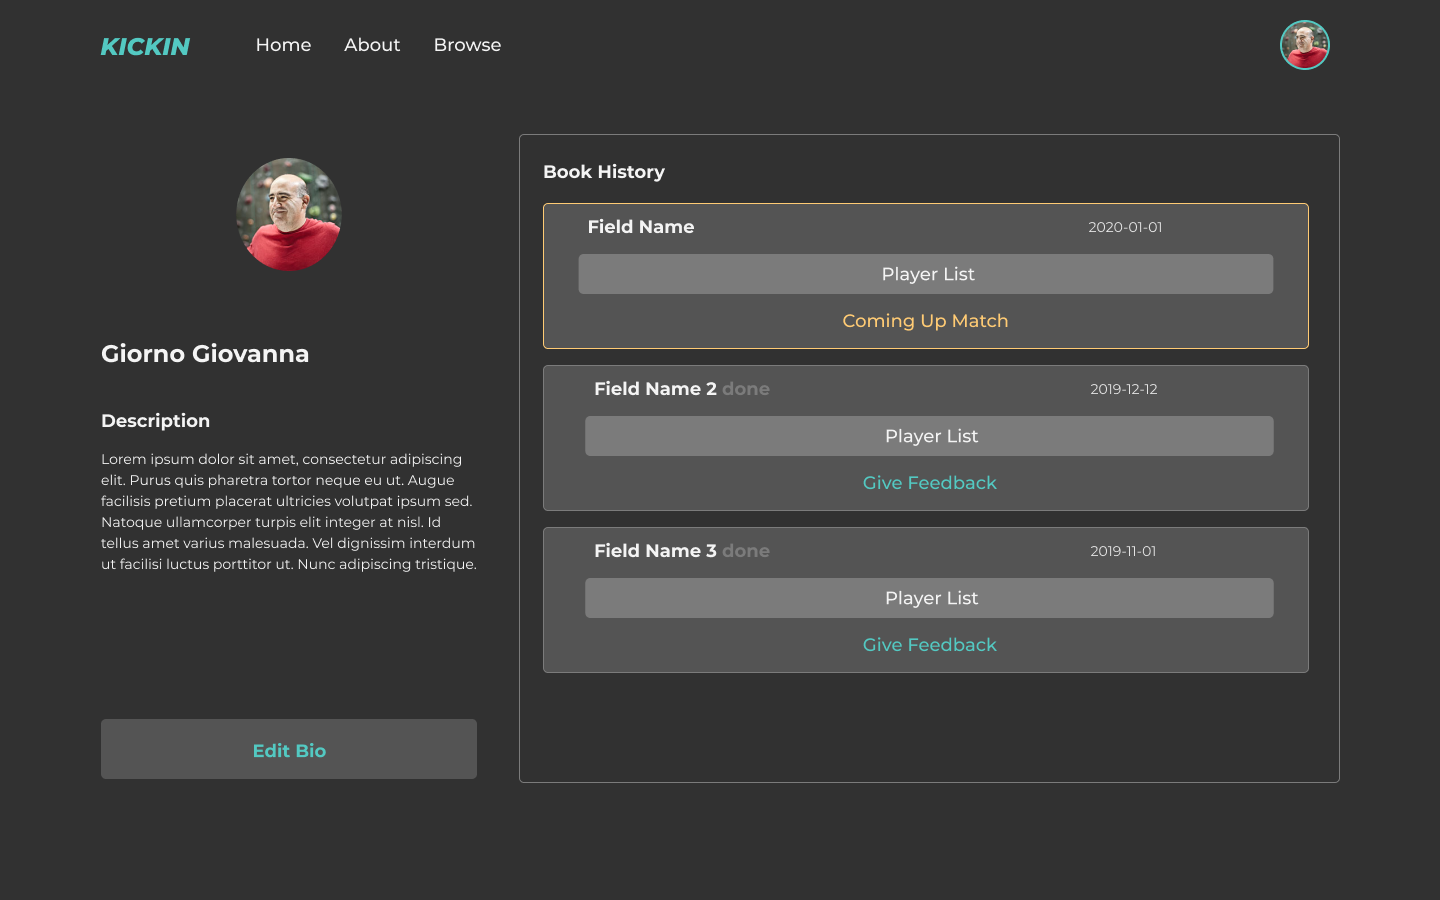 KICKIN Home About Browse
Giorno Giovanna
Description
Lorem ipsum dolor sit amet, consectetur adipiscing
elit. Purus quis pharetra tortor neque eu ut. Augue
facilisis pretium placerat ultricies volutpat ipsum sed.
Natoque ullamcorper turpis elit integer at nisl. Id
tellus amet varius malesuada. Vel dignissim interdum
ut facilisi luctus porttitor ut. Nunc adipiscing tristique.
Edit Bio
Book History
Field Name 2020-01-01
Player List
Coming Up Match
Field Name 2 done 2019-12-12
Player List
Give Feedback
Field Name 3 done 2019-11-01
Player List
Give Feedback